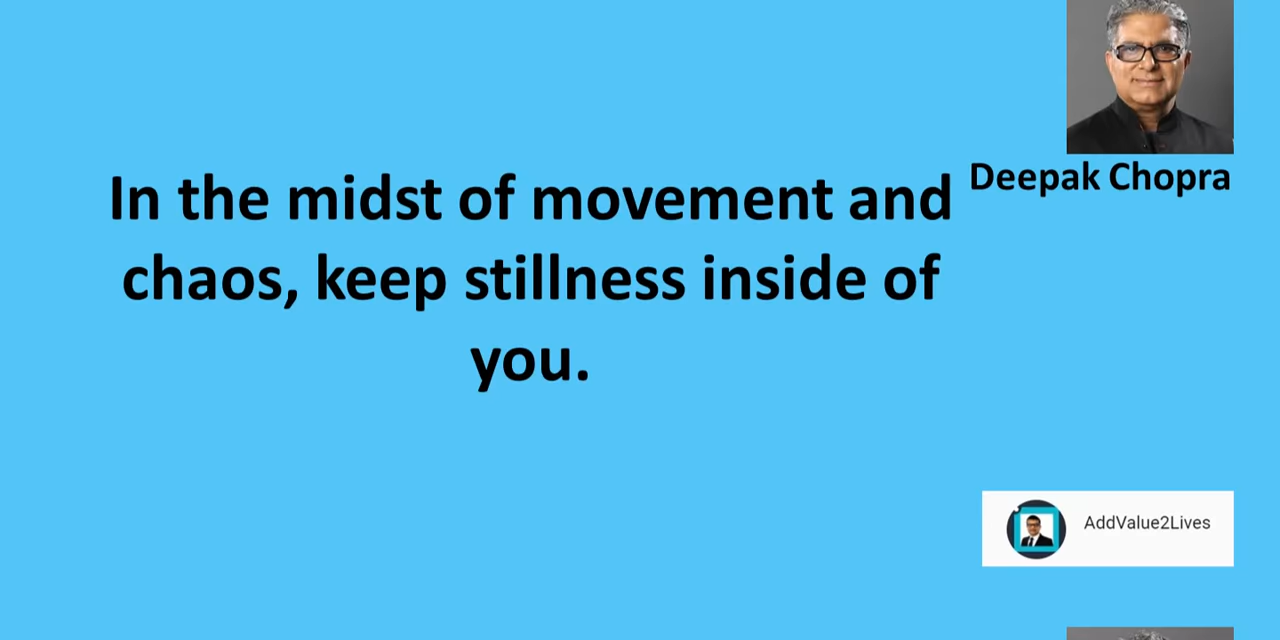 In the midst of movement and
chaos, keep stillness inside of
you.
Deepak Chopra
AddValue2Lives